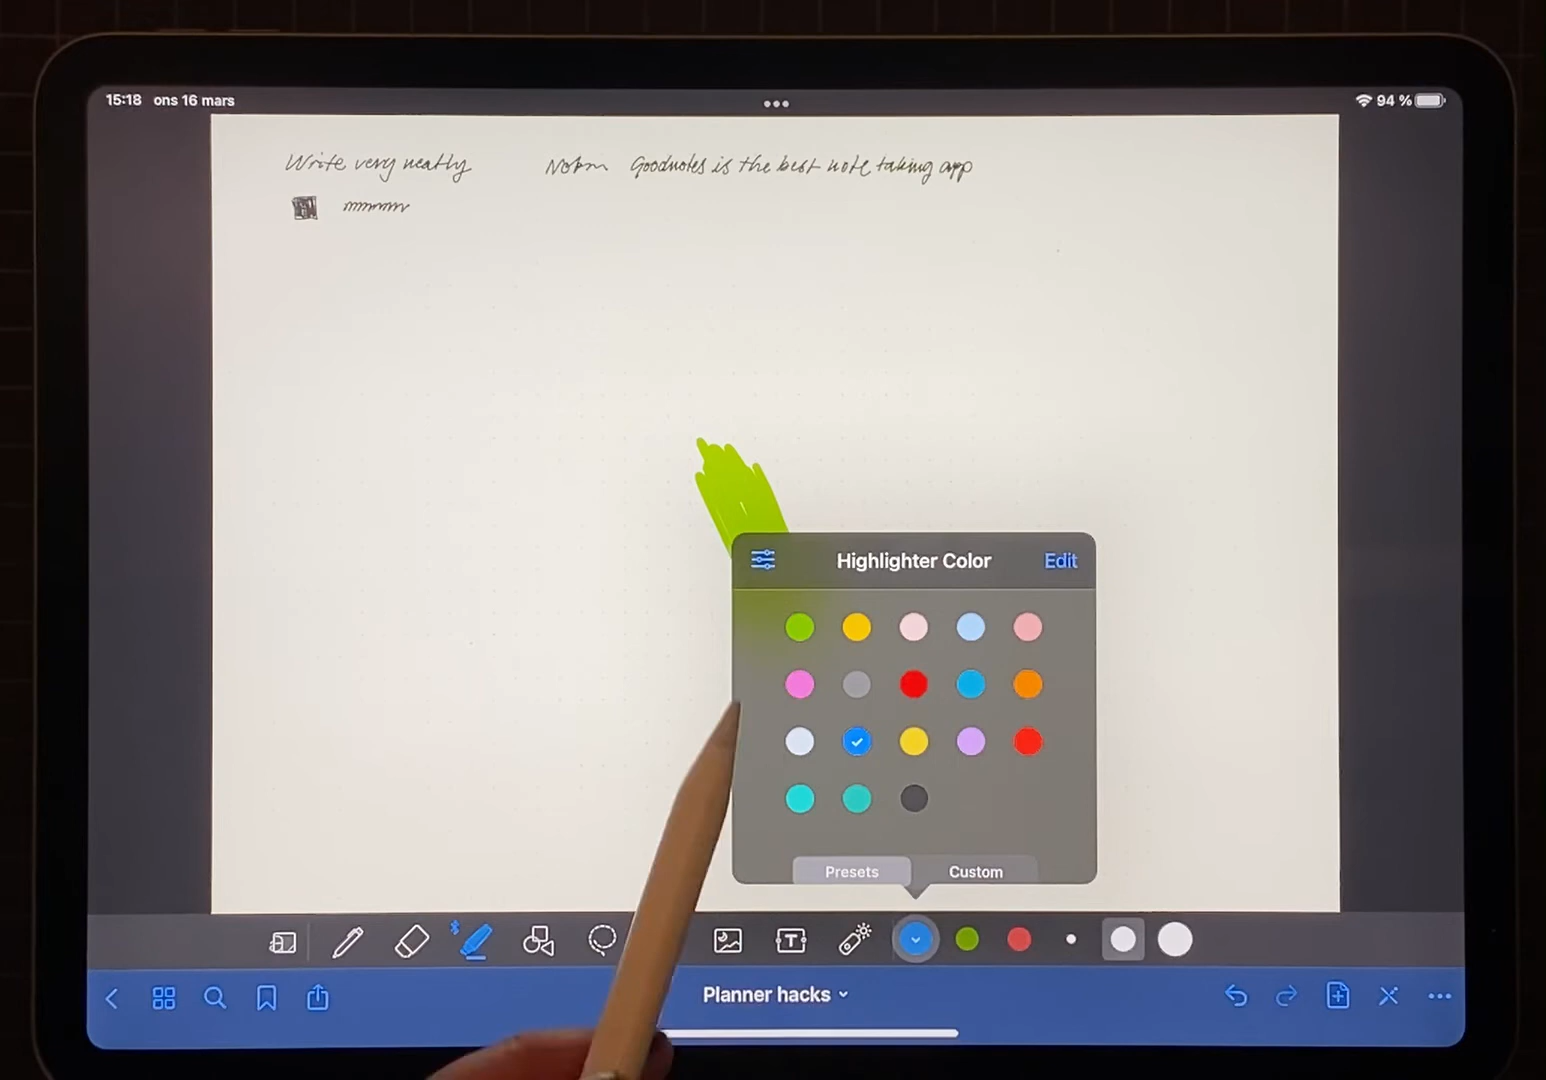 15:18 ons 16 mars
94 %
Write very neatly
Goodnotes is the best note taking app
Highlighter Color
Edit
Presets
Custom
Planner hacks